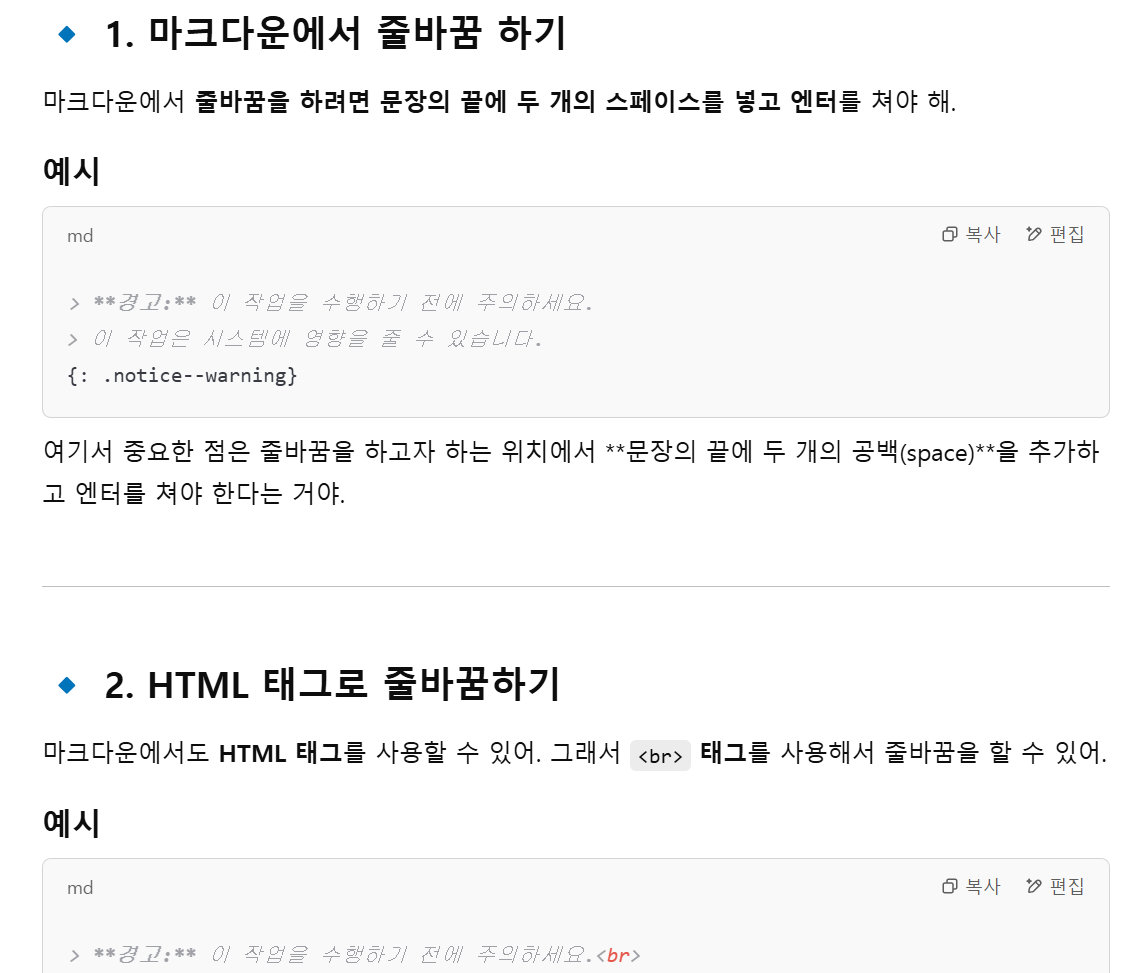 1. 마크다운에서 줄바꿈 하기
마크다운에서 줄바꿈을 하려면 문장의 끝에 두 개의 스페이스를 넣고 엔터를 쳐야 해.
예시
md 복사 편집
> **경고:** 이 작업을 수행하기 전에 주의하세요.
> 이 작업은 시스템에 영향을 줄 수 있습니다.
{: .notice--warning}
여기서 중요한 점은 줄바꿈을 하고자 하는 위치에서 **문장의 끝에 두 개의 공백(space)**을 추가하
고 엔터를 쳐야 한다는 거야.
2. HTML 태그로 줄바꿈하기
마크다운에서도 HTML 태그를 사용할 수 있어. 그래서 <br> 태그를 사용해서 줄바꿈을 할 수 있어.
예시
md 복사 편집
> **경고:** 이 작업을 수행하기 전에 주의하세요.<br>